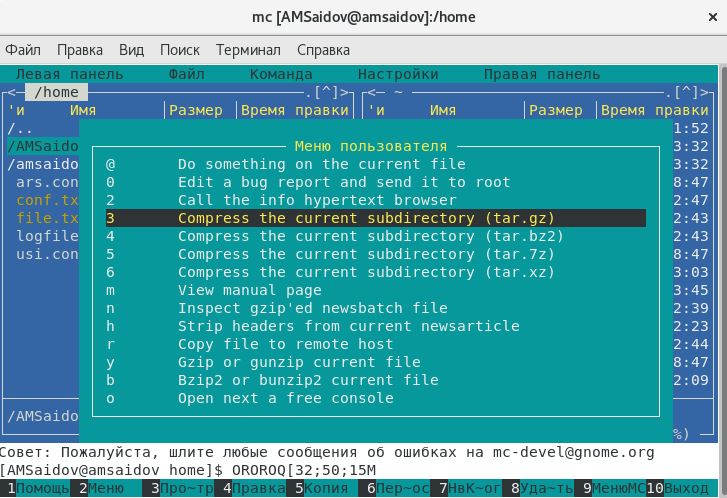 mc [AMSaidov@amsaidov]:/home
Файл Правка Вид Поиск Терминал Справка
Левая панель Файл Команда Настройки Правая панель
<─ /home .[^]> <─ ~ .[^]>
'и Имя Размер Время правки 'и Имя Размер Время правки
/.. 1:52
/AMSaido 3:32
Меню пользователя
/amsaido @ Do something on the current file 3:32
ars.con 0 Edit a bug report and send it to root 8:47
conf.tx 2 Call the info hypertext browser 2:47
file.tx 3 Compress the current subdirectory (tar.gz) 2:43
logfile 4 Compress the current subdirectory (tar.bz2) 2:43
usi.con 5 Compress the current subdirectory (tar.7z) 8:47
6 Compress the current subdirectory (tar.xz) 3:03
m View manual page 3:45
n Inspect gzip'ed newsbatch file 2:39
h Strip headers from current newsarticle 2:23
r Copy file to remote host 2:44
y Gzip or gunzip current file 8:47
b Bzip2 or bunzip2 current file 2:09
o Open next a free console
/AMSaido
%)
Совет: Пожалуйста, шлите любые сообщения об ошибках на mc-devel@gnome.org
[AMSaidov@amsaidov home]$ OROROQ[32;50;15M
1Помощь 2Меню 3Про~тр 4Правка 5Копия 6Пер~ос 7НвК~ог 8Уда~ть 9МенюMC 10Выход